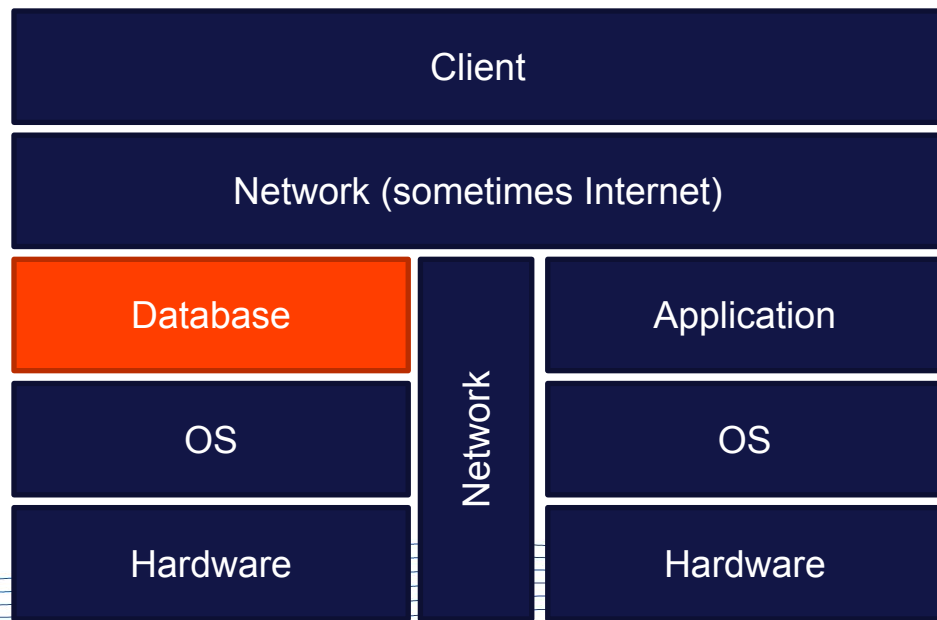 Client
Network (sometimes Internet)
Database
Network
Application
OS
OS
Hardware
Hardware